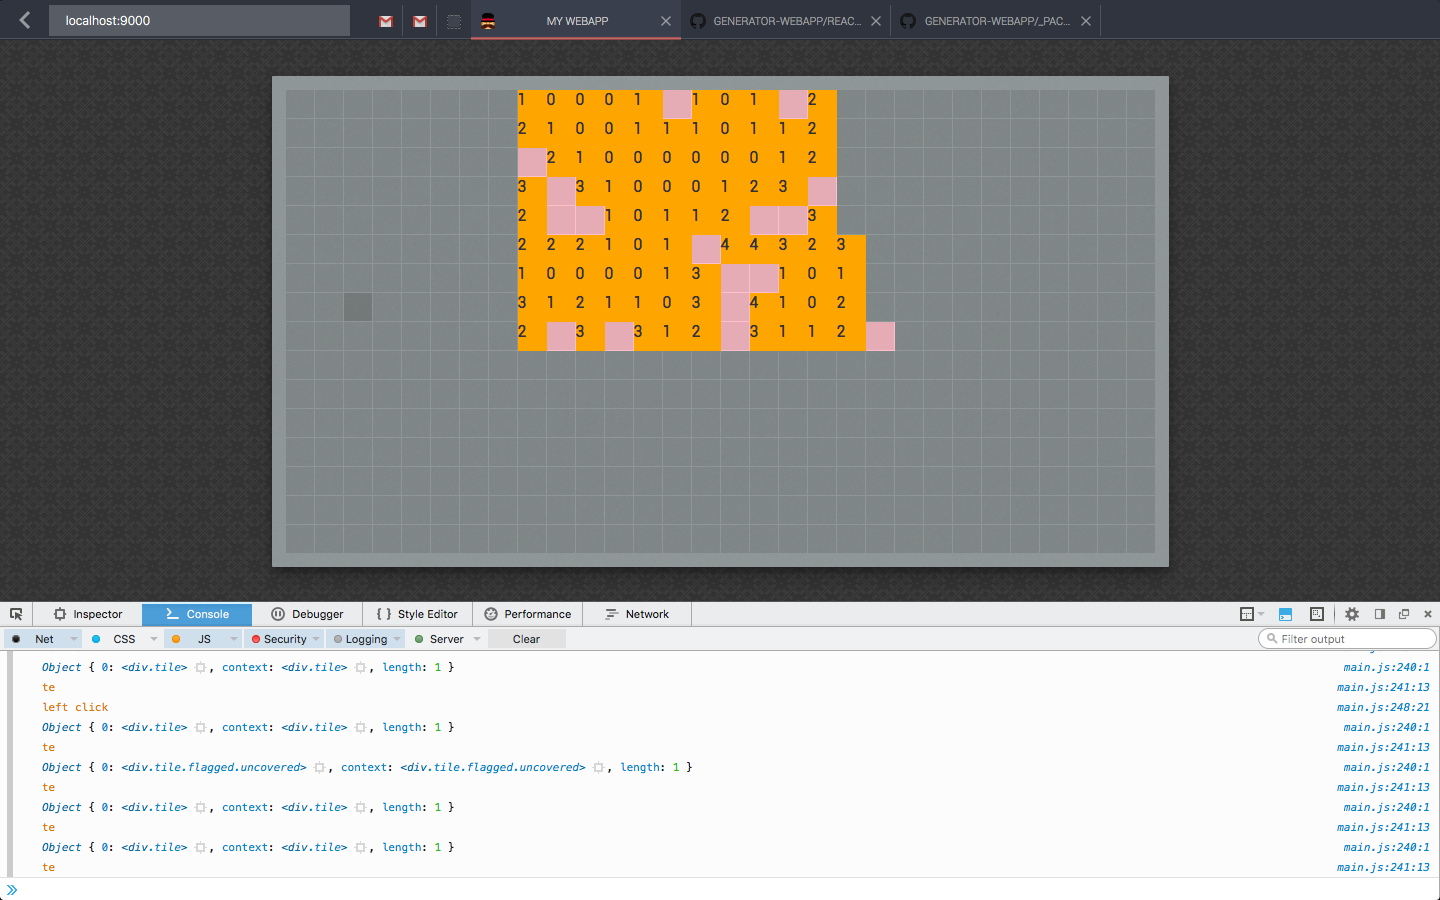 localhost:9000
MY WEBAPP
GENERATOR-WEBAPP/REAC...
GENERATOR-WEBAPP/_PAC...
1 0 0 0 1 1 0 1 2
2 1 0 0 1 1 1 0 1 1 2
2 1 0 0 0 0 0 0 1 2
3 3 1 0 0 0 1 2 3
2 1 0 1 1 2 3
2 2 2 1 0 1 4 4 3 2 3
1 0 0 0 0 1 3 1 0 1
3 1 2 1 1 0 3 4 1 0 2
2 3 3 1 2 3 1 1 2
Inspector Console Debugger Style Editor Performance Network
Net CSS JS Security Logging Server Clear Filter output
Object { 0: <div.tile> , context: <div.tile> , length: 1 } main.js:240:1
te main.js:241:13
left click main.js:248:21
Object { 0: <div.tile> , context: <div.tile> , length: 1 } main.js:240:1
te main.js:241:13
Object { 0: <div.tile.flagged.uncovered> , context: <div.tile.flagged.uncovered> , length: 1 } main.js:240:1
te main.js:241:13
Object { 0: <div.tile> , context: <div.tile> , length: 1 } main.js:240:1
te main.js:241:13
Object { 0: <div.tile> , context: <div.tile> , length: 1 } main.js:240:1
te main.js:241:13